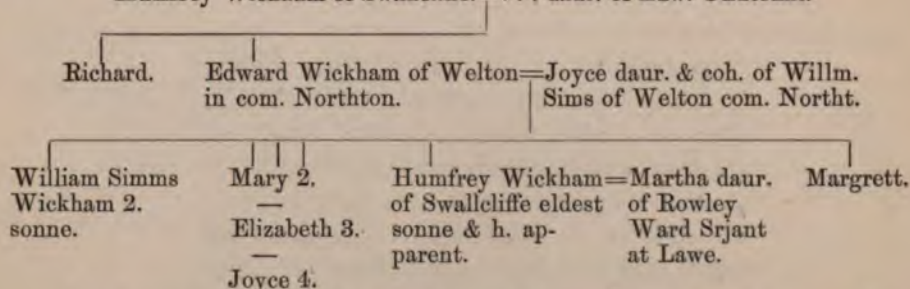 Richard.
Edward Wickham of Welton=Joyce daur. & coh. of Willm.
in com. Northton. Sims of Welton com. Northt.
William Simms
Wickham 2.
sonne.
Mary 2.
—
Elizabeth 3.
—
Joyce 4.
Humfrey Wickham=Martha daur.
of Swallcliffe eldest of Rowley
sonne & h. ap- Ward Srjant
parent. at Lawe.
Margrett.